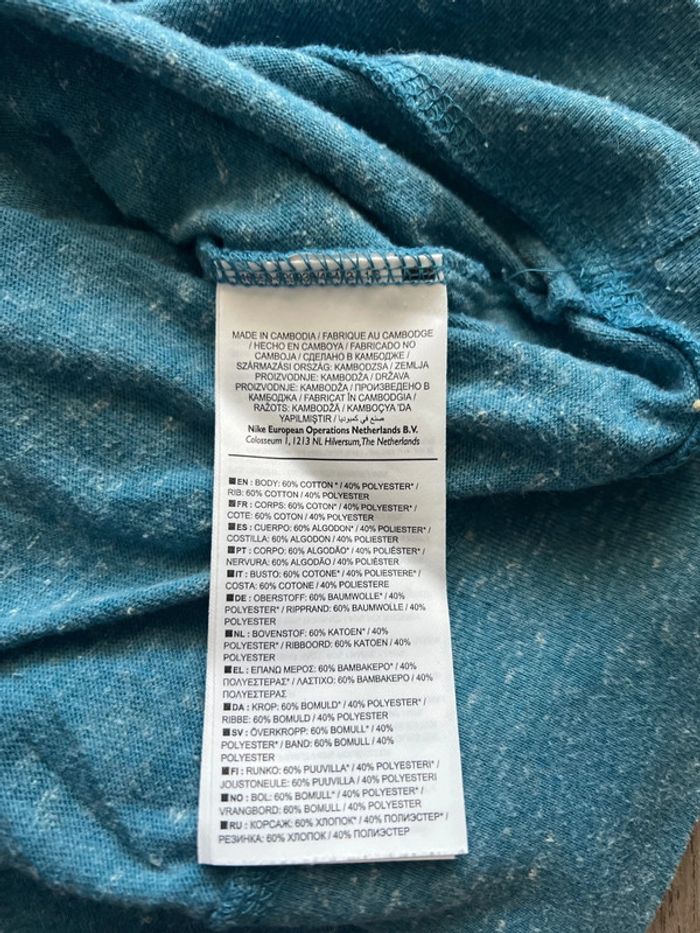 MADE IN CAMBODIA / FABRIQUE AU CAMBODGE
/ HECHO EN CAMBOYA / FABRICADO NO
CAMBOJA / СДЕЛАНО В КАМБОДЖЕ /
SZÁRMAZÁSI ORSZÁG: KAMBODZSA / ZEMLJA
PROIZVODNJE: KAMBODŽA / DRŽAVA
PROIZVODNJE: KAMBODŽA / ПРОИЗВЕДЕНО В
КАМБОДЖА / FABRICAT ÎN CAMBODGIA /
RAŽOTS: KAMBODŽĀ / KAMBOÇYA 'DA
YAPILMIŞTIR / صنع في كمبوديا
Nike European Operations Netherlands B.V.
Colosseum 1, 1213 NL Hilversum, The Netherlands
EN : BODY: 60% COTTON * / 40% POLYESTER* /
RIB: 60% COTTON / 40% POLYESTER
FR : CORPS: 60% COTON* / 40% POLYESTER* /
COTE: 60% COTON / 40% POLYESTER
ES : CUERPO: 60% ALGODON* / 40% POLIESTER* /
COSTILLA: 60% ALGODON / 40% POLIESTER
PT : CORPO: 60% ALGODÃO* / 40% POLIÉSTER* /
NERVURA: 60% ALGODÃO / 40% POLIÉSTER
IT : BUSTO: 60% COTONE* / 40% POLIESTERE* /
COSTA: 60% COTONE / 40% POLIESTERE
DE : OBERSTOFF: 60% BAUMWOLLE* / 40%
POLYESTER* / RIPPRAND: 60% BAUMWOLLE / 40%
POLYESTER
NL : BOVENSTOF: 60% KATOEN* / 40%
POLYESTER* / RIBBOORD: 60% KATOEN / 40%
POLYESTER
EL : ΕΠΑΝΩ ΜΕΡΟΣ: 60% ΒΑΜΒΑΚΕΡΟ* / 40%
ΠΟΛΥΕΣΤΕΡΑΣ* / ΛΑΣΤΙΧΟ: 60% ΒΑΜΒΑΚΕΡΟ / 40%
ΠΟΛΥΕΣΤΕΡΑΣ
DA : KROP: 60% BOMULD* / 40% POLYESTER* /
RIBBE: 60% BOMULD / 40% POLYESTER
SV : ÖVERKROPP: 60% BOMULL* / 40%
POLYESTER* / BAND: 60% BOMULL / 40%
POLYESTER
FI : RUNKO: 60% PUUVILLA* / 40% POLYESTERI* /
JOUSTONEULE: 60% PUUVILLA / 40% POLYESTERI
NO : BOL: 60% BOMULL* / 40% POLYESTER* /
VRANGBORD: 60% BOMULL / 40% POLYESTER
RU : КОРСАЖ: 60% ХЛОПОК* / 40% ПОЛИЭСТЕР* /
РЕЗИНКА: 60% ХЛОПОК / 40% ПОЛИЭСТЕР